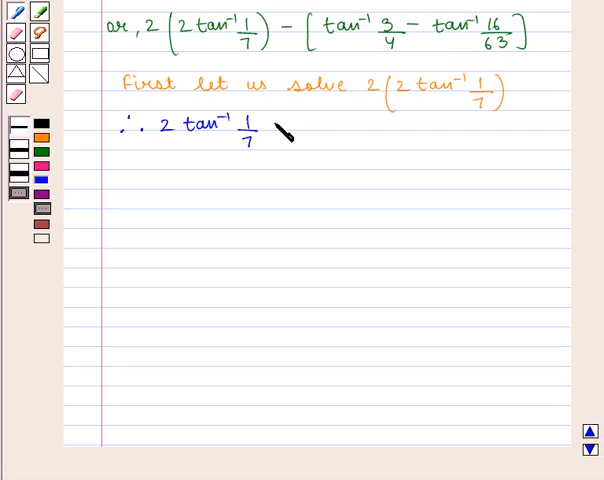 or, 2 ( 2 tan⁻¹ 1/7 ) - [ tan⁻¹ 3/4 - tan⁻¹ 16/63 ]
First let us solve 2 ( 2 tan⁻¹ 1/7 )
∴ 2 tan⁻¹ 1/7